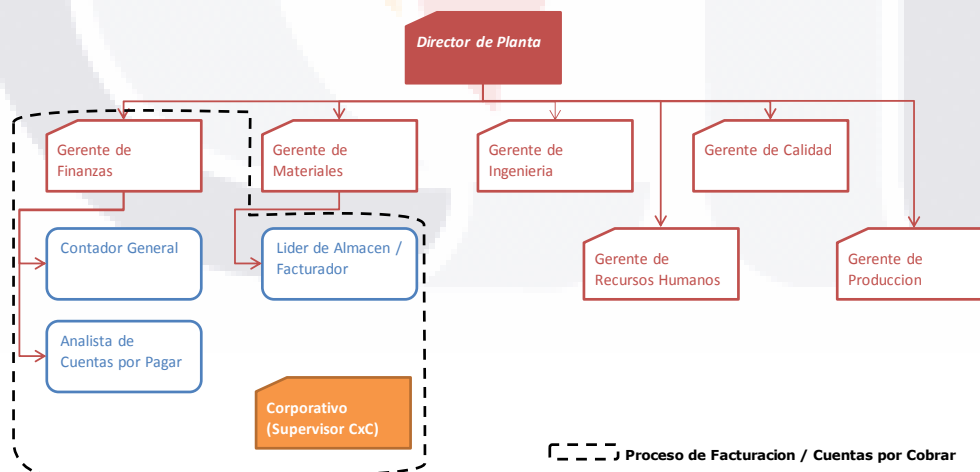 Director de Planta
Gerente de
Finanzas
Gerente de
Materiales
Gerente de
Ingenieria
Gerente de Calidad
Contador General
Lider de Almacen /
Facturador
Gerente de
Recursos Humanos
Gerente de
Produccion
Analista de
Cuentas por Pagar
Corporativo
(Supervisor CxC)
Proceso de Facturacion / Cuentas por Cobrar